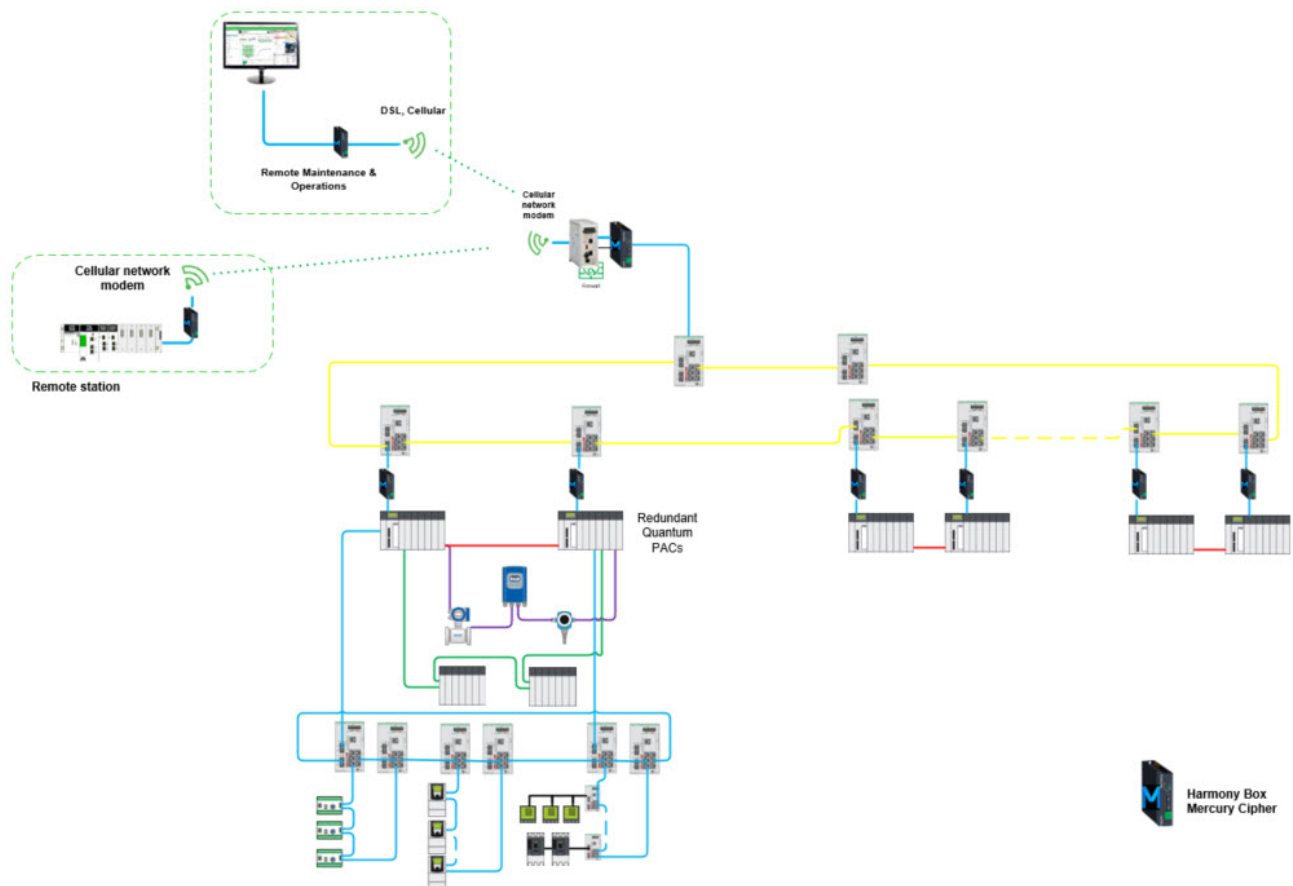 DSL, Cellular
Remote Maintenance &
Operations
Cellular
network
modem
Cellular network
modem
Firewall
Remote station
Redundant
Quantum
PACs
Harmony Box
Mercury Cipher